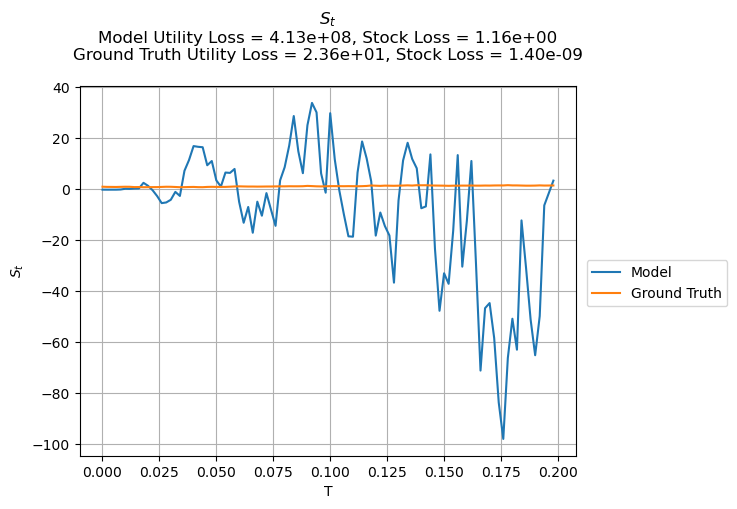 S_t
Model Utility Loss = 4.13e+08, Stock Loss = 1.16e+00
Ground Truth Utility Loss = 2.36e+01, Stock Loss = 1.40e-09
40
20
0
−20
−40
−60
−80
−100
S_t
0.000 0.025 0.050 0.075 0.100 0.125 0.150 0.175 0.200
T
Model
Ground Truth